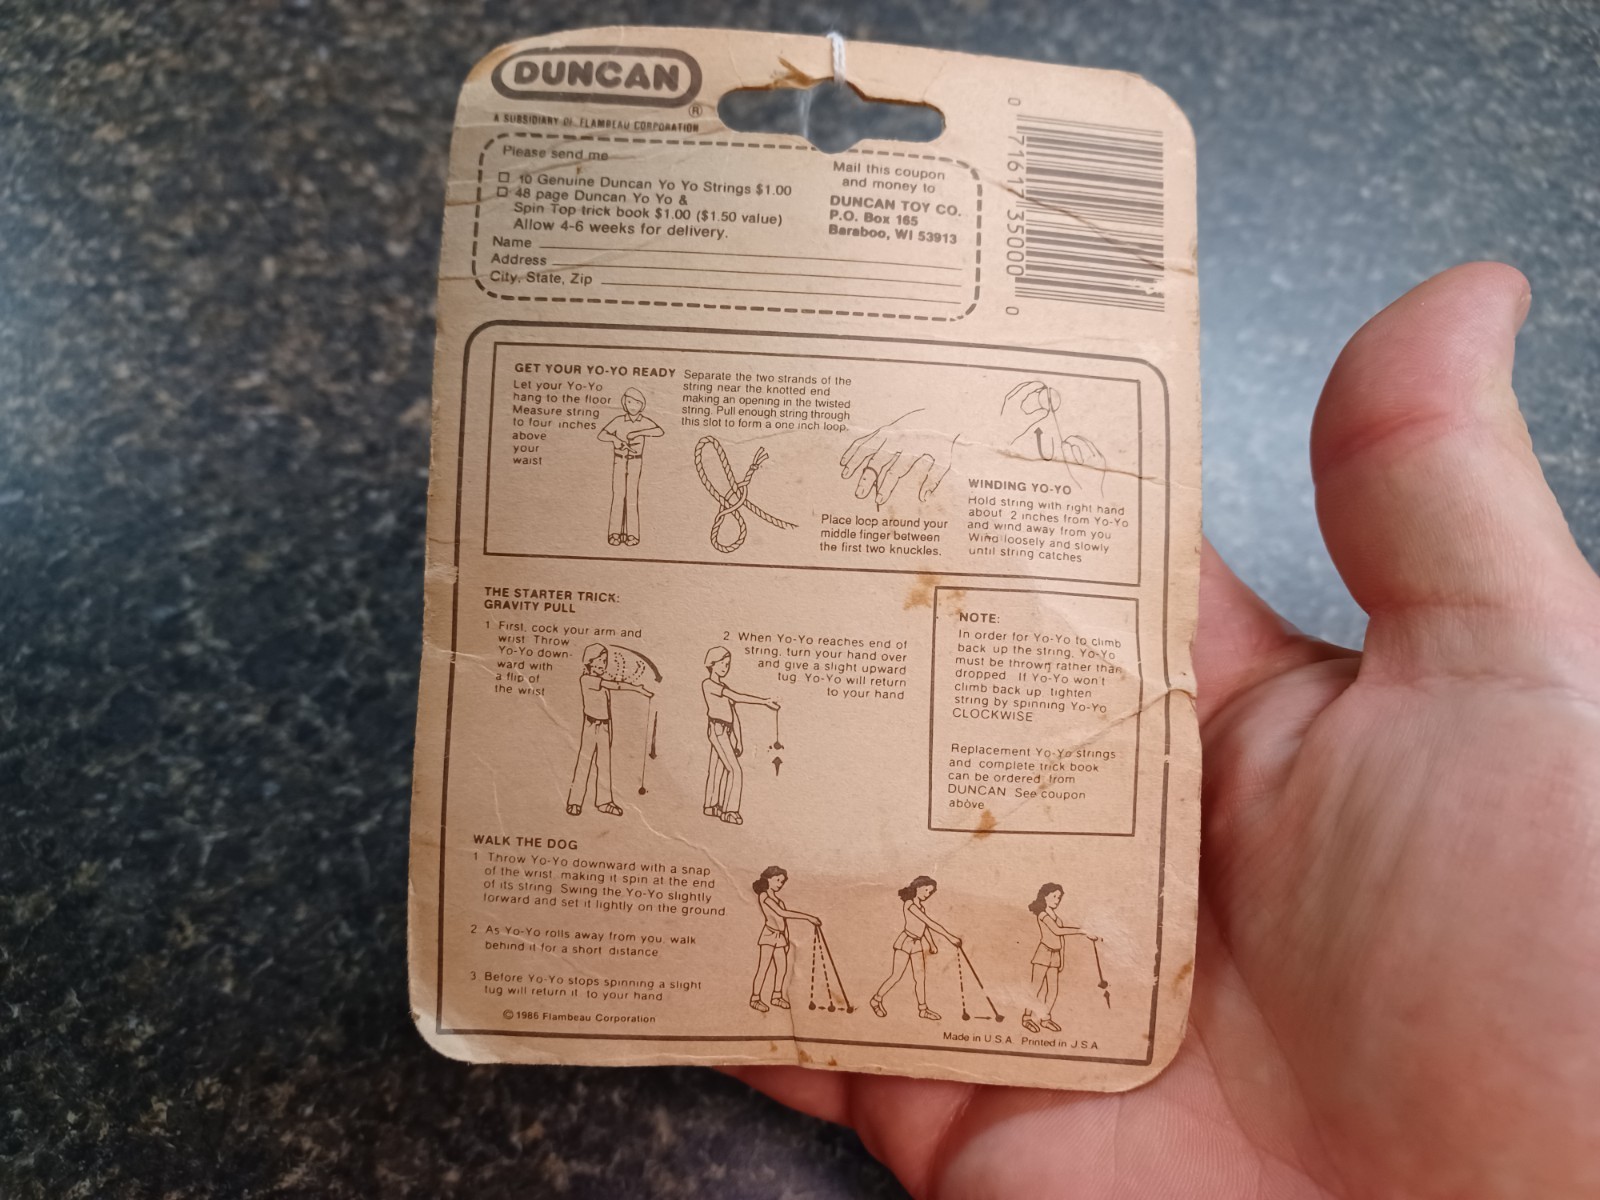 DUNCAN
®
A SUBSIDIARY OF FLAMBEAU CORPORATION
Please send me
10 Genuine Duncan Yo Yo Strings $1.00
48 page Duncan Yo Yo &
Spin Top trick book $1.00 ($1.50 value)
Allow 4-6 weeks for delivery.
Name
Address
City, State, Zip
Mail this coupon
and money to
DUNCAN TOY CO.
P.O. Box 165
Baraboo, WI 53913
0 71617 35000 0
GET YOUR YO-YO READY
Let your Yo-Yo
hang to the floor
Measure string
to four inches
above
your
waist
Separate the two strands of the
string near the knotted end
making an opening in the twisted
string. Pull enough string through
this slot to form a one inch loop.
Place loop around your
middle finger between
the first two knuckles.
WINDING YO-YO
Hold string with right hand
about 2 inches from Yo-Yo
and wind away from you
Wind loosely and slowly
until string catches
THE STARTER TRICK:
GRAVITY PULL
1 First, cock your arm and
wrist Throw
Yo-Yo down-
ward with
a flip of
the wrist
2 When Yo-Yo reaches end of
string, turn your hand over
and give a slight upward
tug Yo-Yo will return
to your hand
NOTE:
In order for Yo-Yo to climb
back up the string, Yo-Yo
must be thrown rather than
dropped If Yo-Yo won't
climb back up tighten
string by spinning Yo-Yo
CLOCKWISE
Replacement Yo-Yo strings
and complete trick book
can be ordered from
DUNCAN See coupon
above
WALK THE DOG
1 Throw Yo-Yo downward with a snap
of the wrist, making it spin at the end
of its string Swing the Yo-Yo slightly
forward and set it lightly on the ground.
2 As Yo-Yo rolls away from you, walk
behind it for a short distance
3 Before Yo-Yo stops spinning a slight
tug will return it to your hand
©1986 Flambeau Corporation
Made in U.S.A. Printed in U.S.A.